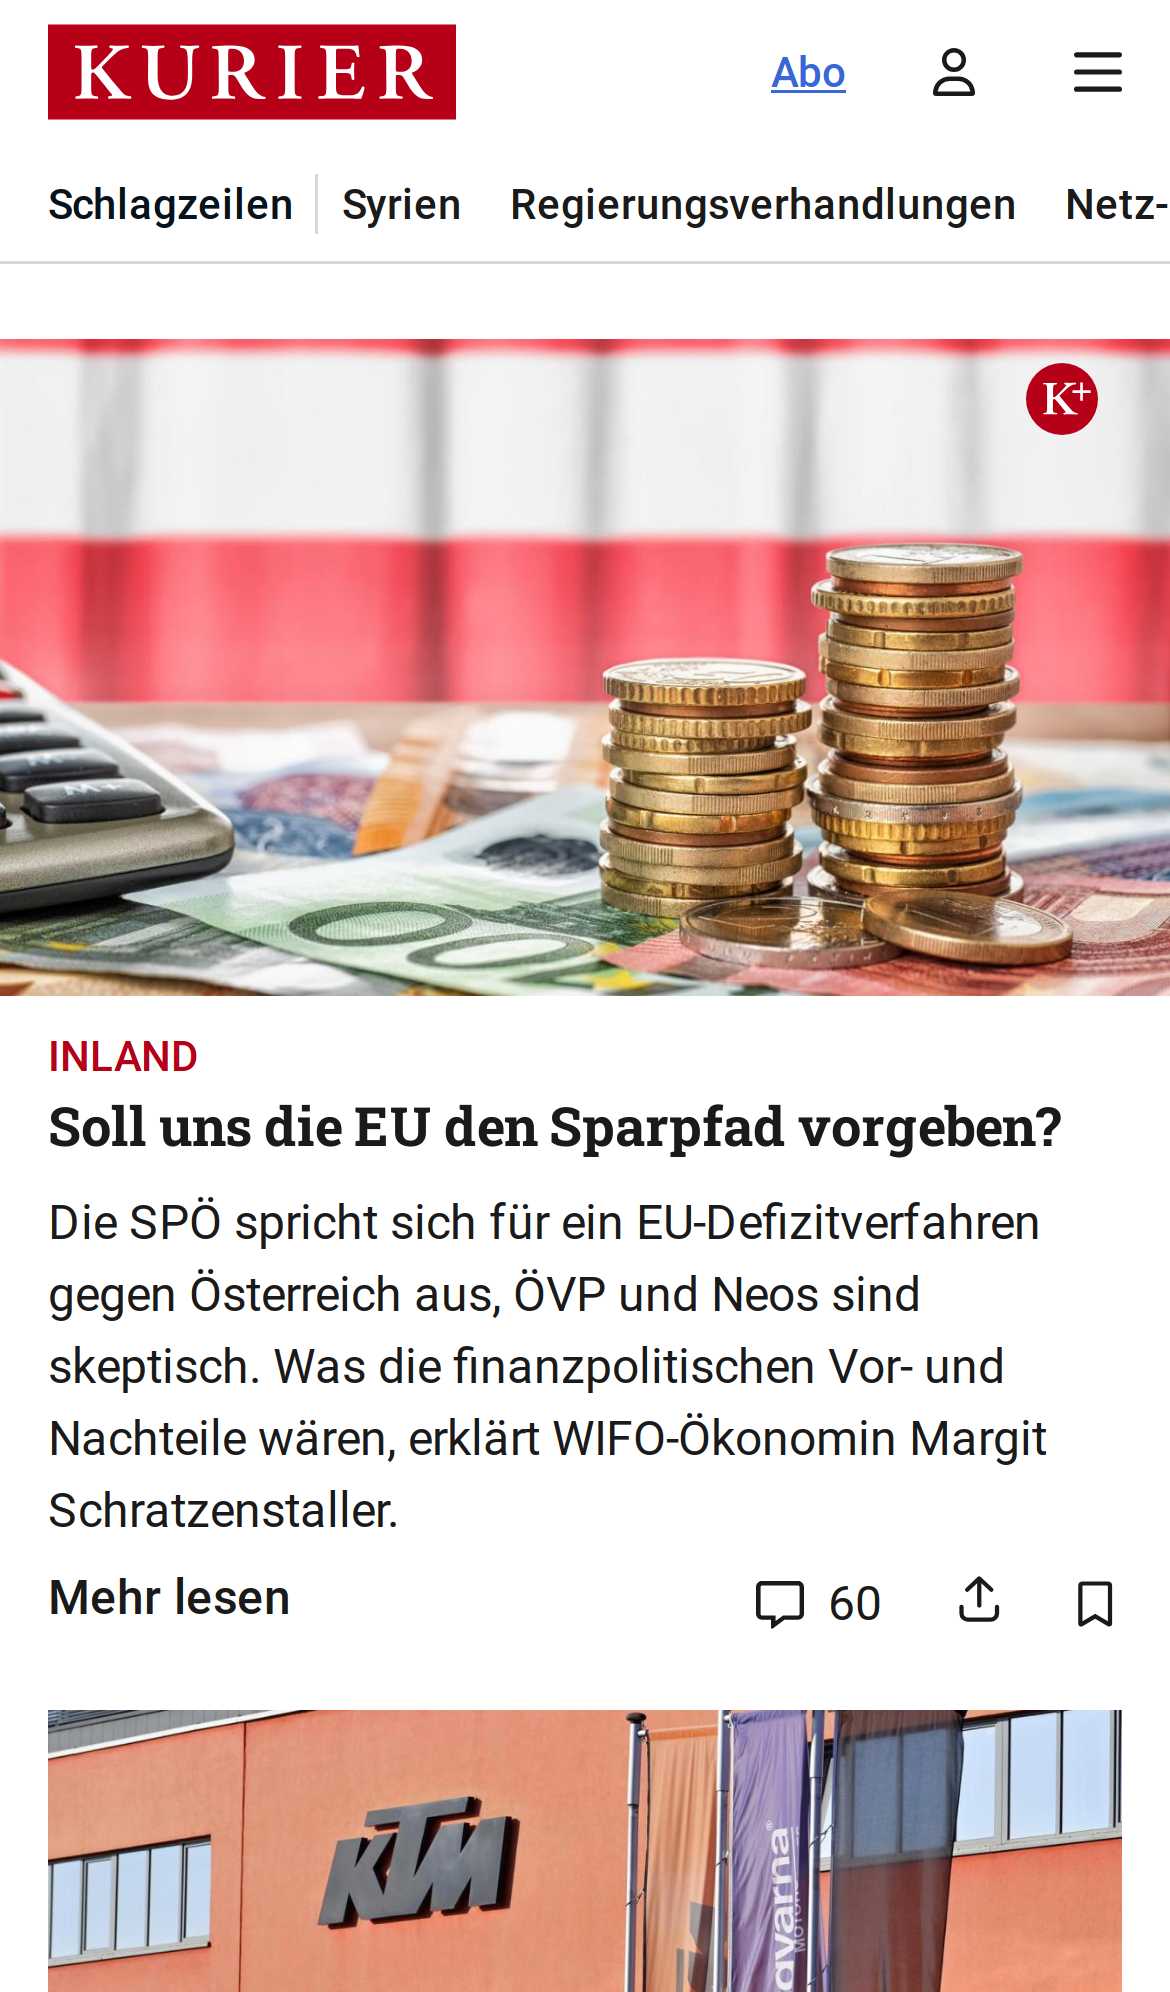 KURIER
Abo
Schlagzeilen
Syrien
Regierungsverhandlungen
Netz-
K+
INLAND
Soll uns die EU den Sparpfad vorgeben?
Die SPÖ spricht sich für ein EU-Defizitverfahren
gegen Österreich aus, ÖVP und Neos sind
skeptisch. Was die finanzpolitischen Vor- und
Nachteile wären, erklärt WIFO-Ökonomin Margit
Schratzenstaller.
Mehr lesen
60
KTM